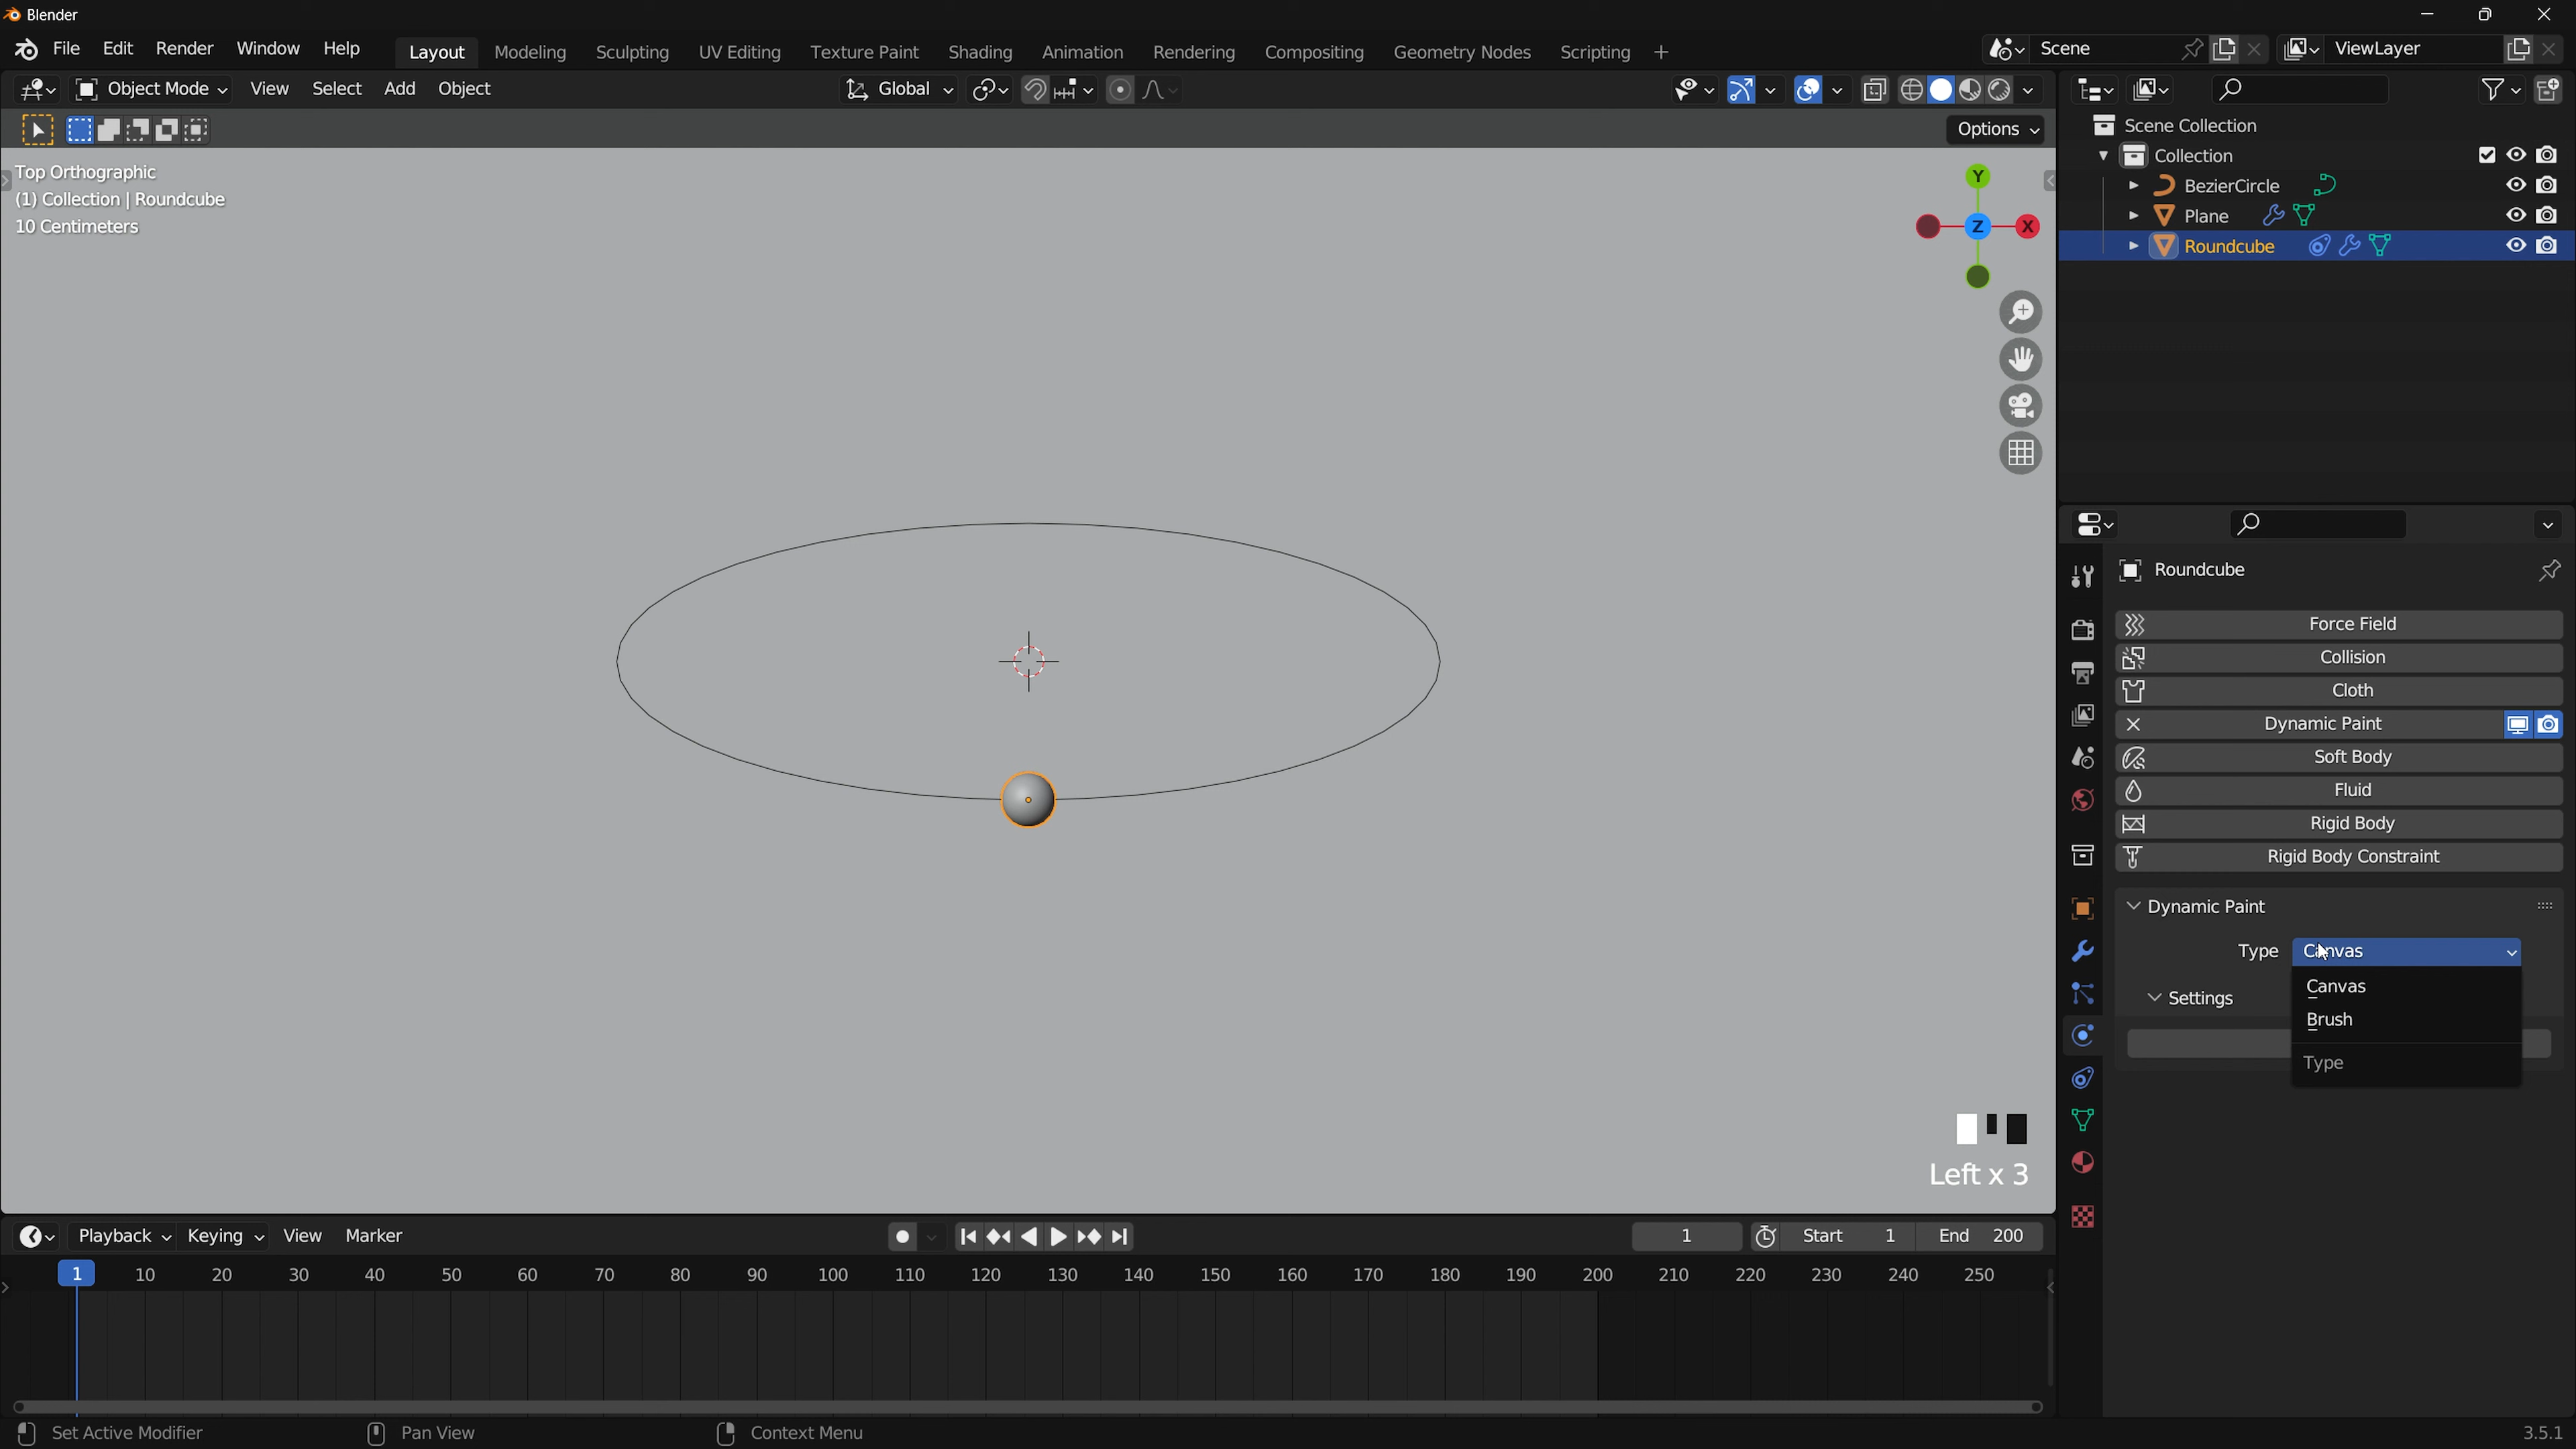 Blender
File Edit Render Window Help Layout Modeling Sculpting UV Editing Texture Paint Shading Animation Rendering Compositing Geometry Nodes Scripting + Scene ViewLayer
Object Mode View Select Add Object Global
Options
Top Orthographic
(1) Collection | Roundcube
10 Centimeters
Y
Z
X
Left x 3
Scene Collection
Collection
BezierCircle
Plane
Roundcube
Roundcube
Force Field
Collision
Cloth
Dynamic Paint
Soft Body
Fluid
Rigid Body
Rigid Body Constraint
Dynamic Paint
Type Canvas
Canvas
Settings
Brush
Type
Playback Keying View Marker 1 Start 1 End 200
1 10 20 30 40 50 60 70 80 90 100 110 120 130 140 150 160 170 180 190 200 210 220 230 240 250
Set Active Modifier Pan View Context Menu 3.5.1